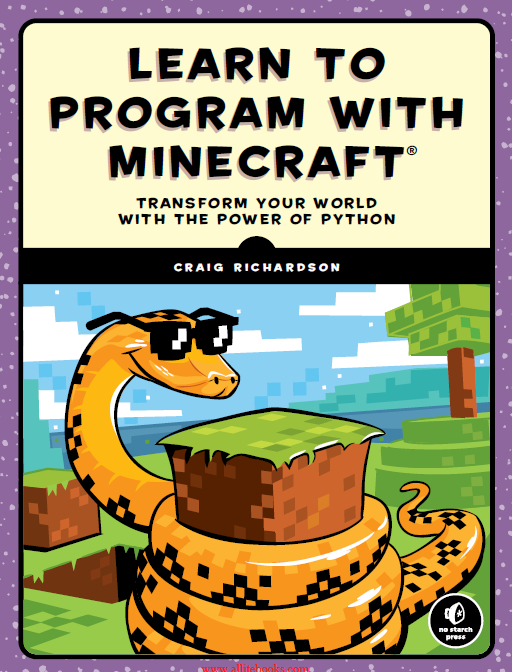 LEARN TO
PROGRAM WITH
MINECRAFT®
TRANSFORM YOUR WORLD
WITH THE POWER OF PYTHON
CRAIG RICHARDSON
no starch
press
www.allitebooks.com